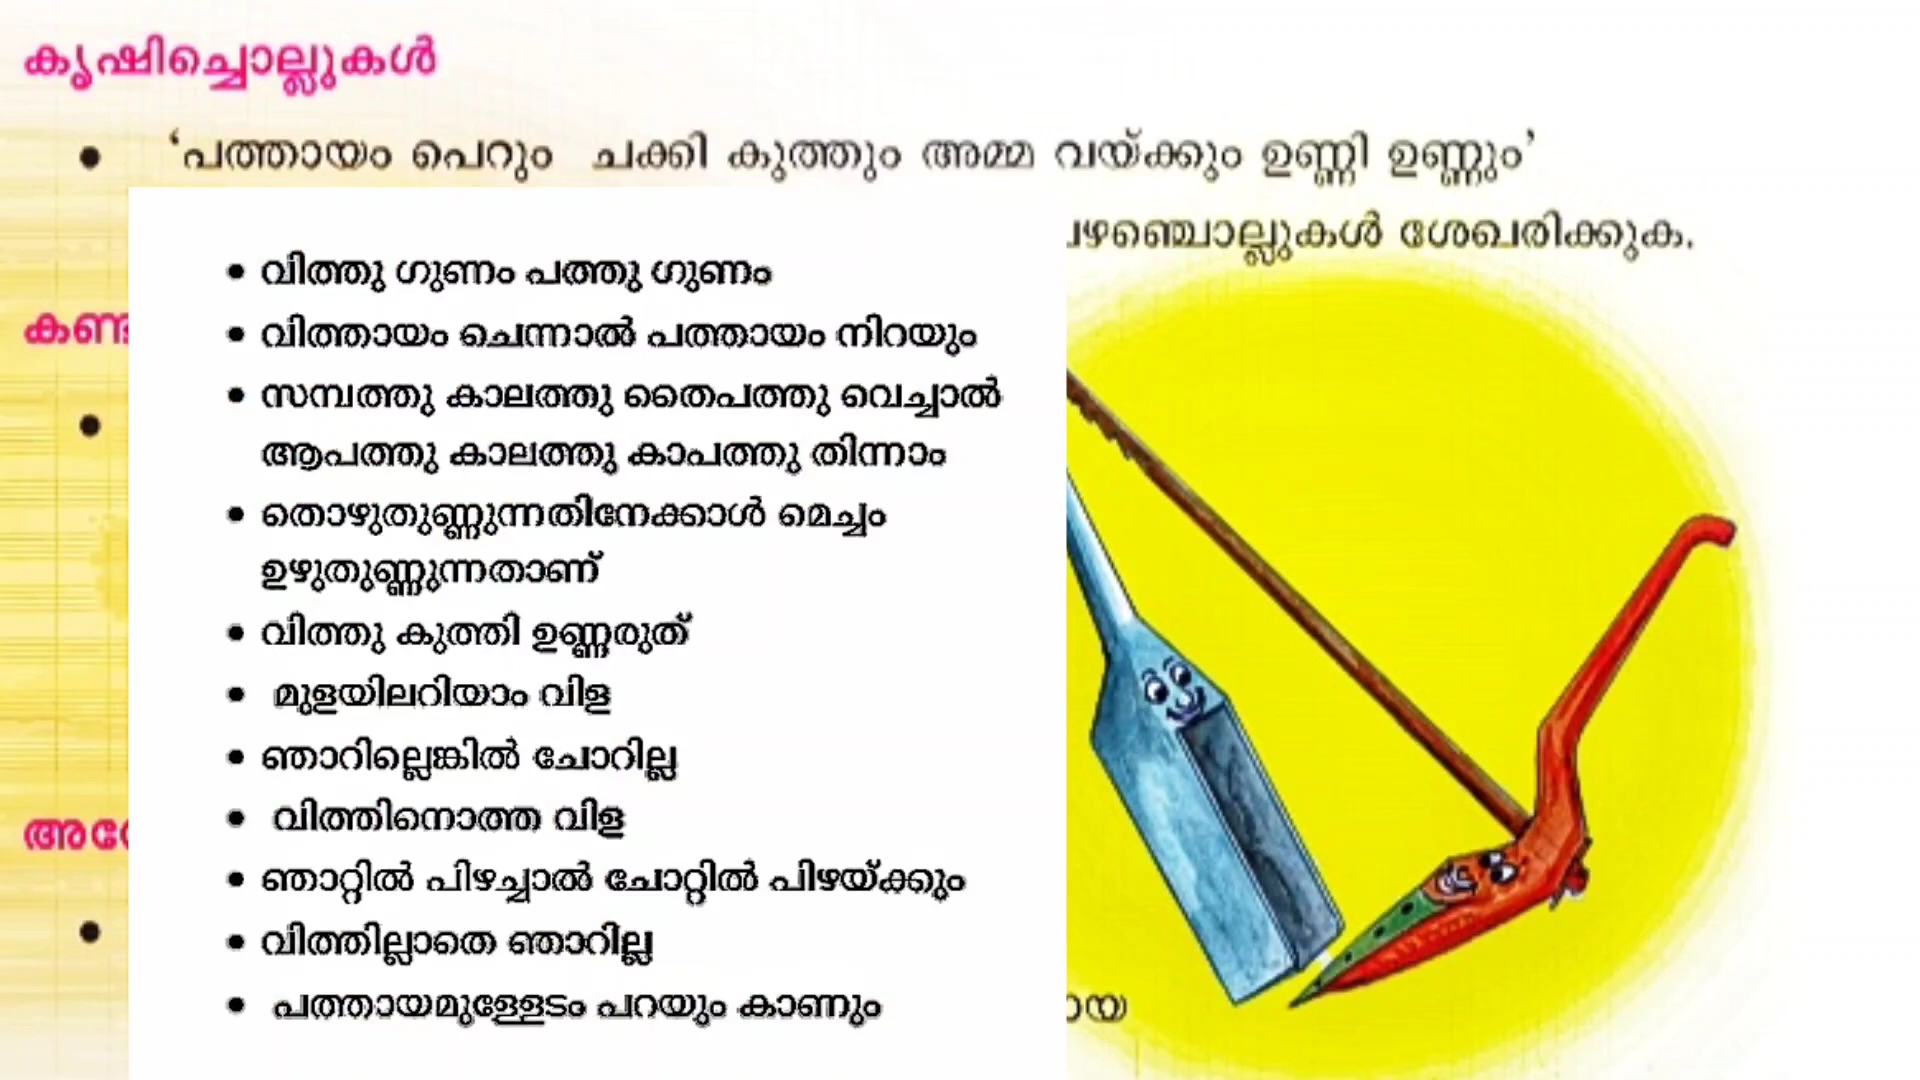 കൃഷിച്ചൊല്ലുകൾ
• ‘പത്തായം പെറും ചക്കി കുത്തും അമ്മ വയ്ക്കും ഉണ്ണി ഉണ്ണും’
പഴഞ്ചൊല്ലുകൾ ശേഖരിക്കുക.
• വിത്തു ഗുണം പത്തു ഗുണം
• വിത്തായം ചെന്നാൽ പത്തായം നിറയും
• സമ്പത്തു കാലത്തു തൈപത്തു വെച്ചാൽ
ആപത്തു കാലത്തു കാപത്തു തിന്നാം
• തൊഴുതുണ്ണുന്നതിനേക്കാൾ മെച്ചം
ഉഴുതുണ്ണുന്നതാണ്
• വിത്തു കുത്തി ഉണ്ണരുത്
• മുളയിലറിയാം വിള
• ഞാറില്ലെങ്കിൽ ചോറില്ല
• വിത്തിനൊത്ത വിള
• ഞാറ്റിൽ പിഴച്ചാൽ ചോറ്റിൽ പിഴയ്ക്കും
• വിത്തില്ലാതെ ഞാറില്ല
• പത്തായമുള്ളേടം പറയും കാണും